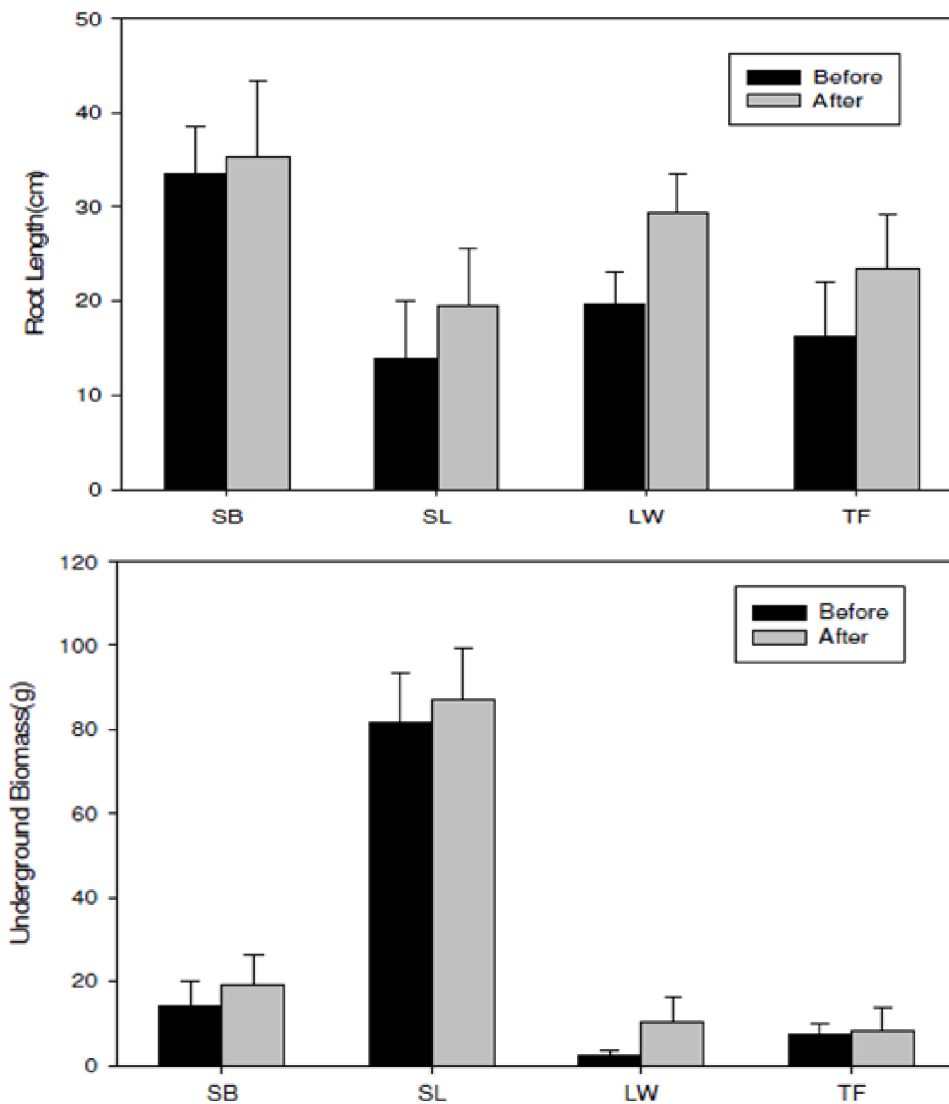 50
40
30
20
10
0
Root Length(cm)
Before
After
SB SL LW TF
120
100
80
60
40
20
0
Underground Biomass(g)
Before
After
SB SL LW TF